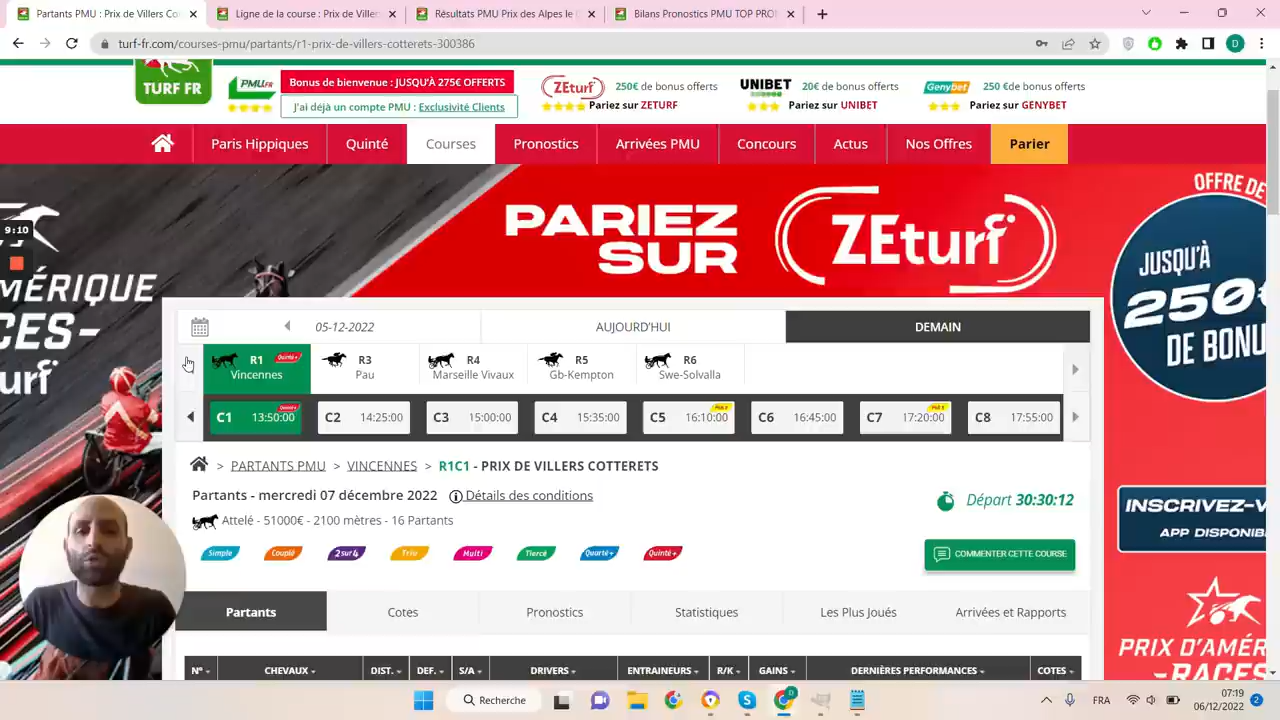 Prix de Villers Co
Ligne de la course : Prix de V
Résultats PMU Prix des Alpes le
Bilans Pronostics PMU TOP PRO
turf-fr.com/courses-pmu/partants/r1-prix-de-villers-cotterets-300386
D
TURF FR
PMU.FR
Bonus de bienvenue : JUSQU'À 275€ OFFERTS
J'ai déjà un compte PMU : Exclusivité Clients
ZEturf
250€ de bonus offerts
Pariez sur ZETURF
UNIBET
20€ de bonus offerts
Pariez sur UNIBET
Genybet
250 €de bonus offerts
Pariez sur GENYBET
Paris Hippiques
Quinté
Courses
Pronostics
Arrivées PMU
Concours
Actus
Nos Offres
Parier
9:10
MÉRIQUE
ACES-
urf
PARIEZ
SUR
ZEturf
OFFRE DE
JUSQU'À
250€
DE BONU
05-12-2022
AUJOURD'HUI
DEMAIN
R1 Quinté+
Vincennes
R3
Pau
R4
Marseille Vivaux
R5
Gb-Kempton
R6
Swe-Solvalla
C1 13:50:00
C2 14:25:00
C3 15:00:00
C4 15:35:00
C5 16:10:00
C6 16:45:00
C7 17:20:00
C8 17:55:00
> PARTANTS PMU > VINCENNES > R1C1 - PRIX DE VILLERS COTTERETS
Partants - mercredi 07 décembre 2022
Détails des conditions
Départ 30:30:12
Attelé - 51000€ - 2100 mètres - 16 Partants
Simple
Couplé
2sur4
Trio
Multi
Tiercé
Quarté+
Quinté+
COMMENTER CETTE COURSE
INSCRIVEZ-V
APP DISPONIB
Partants
Cotes
Pronostics
Statistiques
Les Plus Joués
Arrivées et Rapports
PRIX D'AMÉR
RACES-
N° CHEVAUX DIST. DEF. S/A DRIVERS ENTRAINEURS R/K GAINS DERNIÈRES PERFORMANCES COTES
Recherche
FRA
07:19
06/12/2022
2